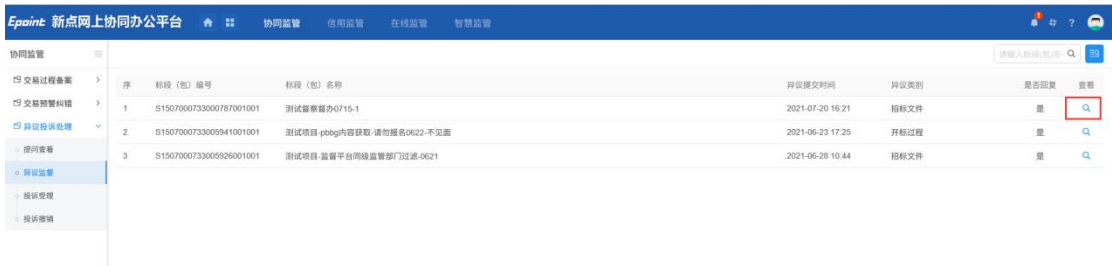 Epoint 新点网上协同办公平台 协同监管 信用监管 在线监管 智慧监管 1 ?
协同监管
请输入标段(包)名
交易过程备案
交易预警纠错
异议投诉处理
提问查看
异议监督
投诉受理
投诉撤销
序 标段（包）编号 标段（包）名称 异议提交时间 异议类别 是否回复 查看
1 S1507000733000787001001 测试督察督办0715-1 2021-07-20 16:21 招标文件 是
2 S1507000733005941001001 测试项目-pbbg内容获取-请勿报名0622-不见面 2021-06-23 17:25 开标过程 是
3 S1507000733005926001001 测试项目-监督平台同级监管部门过滤-0621 2021-06-28 10:44 招标文件 是